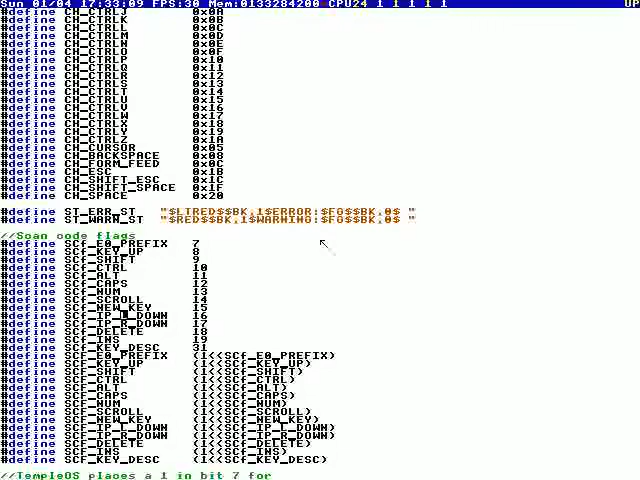 Sun 01/04 17:33:09 FPS:30 Mem:0133284200 CPU24 1 1 1 1 1 UP
#define CH_CTRLJ 0x0A
#define CH_CTRLK 0x0B
#define CH_CTRLL 0x0C
#define CH_CTRLM 0x0D
#define CH_CTRLN 0x0E
#define CH_CTRLO 0x0F
#define CH_CTRLP 0x10
#define CH_CTRLQ 0x11
#define CH_CTRLR 0x12
#define CH_CTRLS 0x13
#define CH_CTRLT 0x14
#define CH_CTRLU 0x15
#define CH_CTRLV 0x16
#define CH_CTRLW 0x17
#define CH_CTRLX 0x18
#define CH_CTRLY 0x19
#define CH_CTRLZ 0x1A
#define CH_CURSOR 0x05
#define CH_BACKSPACE 0x08
#define CH_FORM_FEED 0x0C
#define CH_ESC 0x1B
#define CH_SHIFT_ESC 0x1C
#define CH_SHIFT_SPACE 0x1F
#define CH_SPACE 0x20
#define ST_ERR_ST "$LTRED$$BK,1$ERROR:$FG$$BK,0$ "
#define ST_WARN_ST "$RED$$BK,1$WARNING:$FG$$BK,0$ "
//Scan code flags
#define SCf_E0_PREFIX 7
#define SCf_KEY_UP 8
#define SCf_SHIFT 9
#define SCf_CTRL 10
#define SCf_ALT 11
#define SCf_CAPS 12
#define SCf_NUM 13
#define SCf_SCROLL 14
#define SCf_NEW_KEY 15
#define SCf_IP_L_DOWN 16
#define SCf_IP_R_DOWN 17
#define SCf_DELETE 18
#define SCf_INS 19
#define SCf_KEY_DESC 31
#define SCF_E0_PREFIX (1<<SCf_E0_PREFIX)
#define SCF_KEY_UP (1<<SCf_KEY_UP)
#define SCF_SHIFT (1<<SCf_SHIFT)
#define SCF_CTRL (1<<SCf_CTRL)
#define SCF_ALT (1<<SCf_ALT)
#define SCF_CAPS (1<<SCf_CAPS)
#define SCF_NUM (1<<SCf_NUM)
#define SCF_SCROLL (1<<SCf_SCROLL)
#define SCF_NEW_KEY (1<<SCf_NEW_KEY)
#define SCF_IP_L_DOWN (1<<SCf_IP_L_DOWN)
#define SCF_IP_R_DOWN (1<<SCf_IP_R_DOWN)
#define SCF_DELETE (1<<SCf_DELETE)
#define SCF_INS (1<<SCf_INS)
#define SCF_KEY_DESC (1<<SCf_KEY_DESC)
//TempleOS places a 1 in bit 7 for